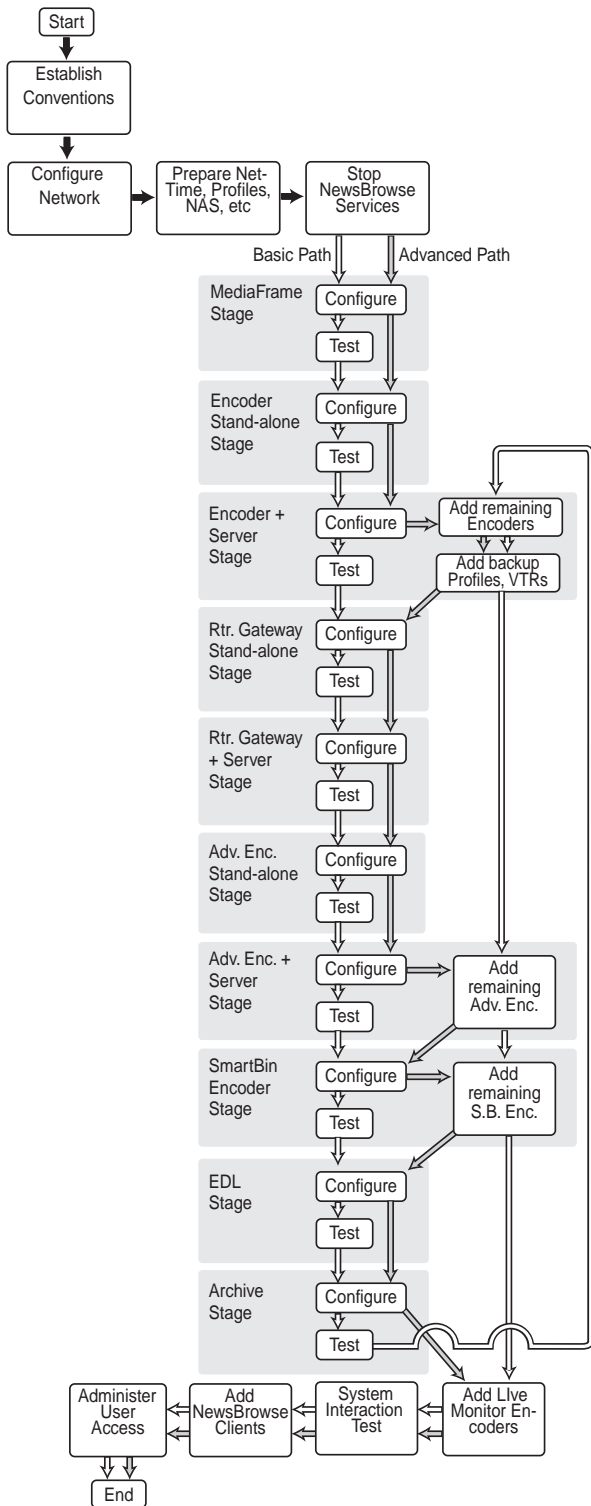 Start
Establish
Conventions
Configure
Network
Prepare Net-
Time, Profiles,
NAS, etc
Stop
NewsBrowse
Services
Basic Path
Advanced Path
MediaFrame
Stage
Configure
Test
Encoder
Stand-alone
Stage
Configure
Test
Encoder +
Server
Stage
Configure
Test
Add remaining
Encoders
Add backup
Profiles, VTRs
Rtr. Gateway
Stand-alone
Stage
Configure
Test
Rtr. Gateway
+ Server
Stage
Configure
Test
Adv. Enc.
Stand-alone
Stage
Configure
Test
Adv. Enc. +
Server
Stage
Configure
Test
Add
remaining
Adv. Enc.
SmartBin
Encoder
Stage
Configure
Test
Add
remaining
S.B. Enc.
EDL
Stage
Configure
Test
Archive
Stage
Configure
Test
Administer
User
Access
Add
NewsBrowse
Clients
System
Interaction
Test
Add LIve
Monitor En-
coders
End